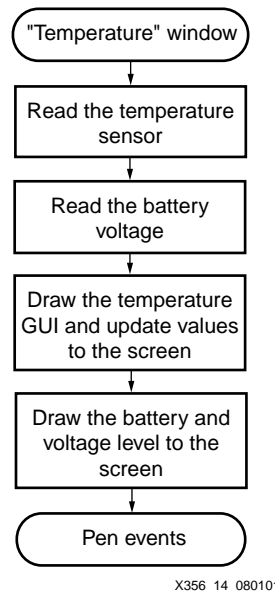 "Temperature" window
Read the temperature
sensor
Read the battery
voltage
Draw the temperature
GUI and update values
to the screen
Draw the battery and
voltage level to the
screen
Pen events
X356_14_080101